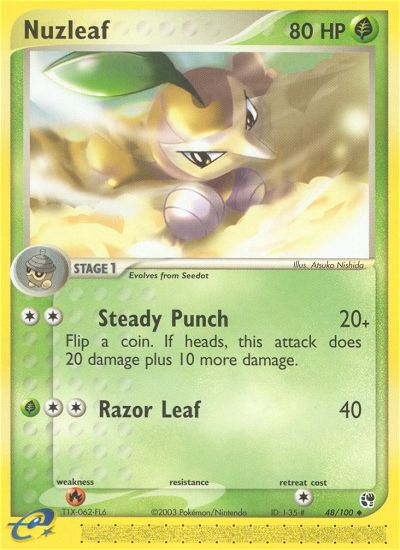 Nuzleaf 80 HP
Illus. Atsuko Nishida
STAGE 1
Evolves from Seedot
Steady Punch 20+
Flip a coin. If heads, this attack does
20 damage plus 10 more damage.
Razor Leaf 40
weakness resistance retreat cost
T1X-062-FL6 ©2003 Pokémon/Nintendo ID: I-35-# 48/100 ◆
e